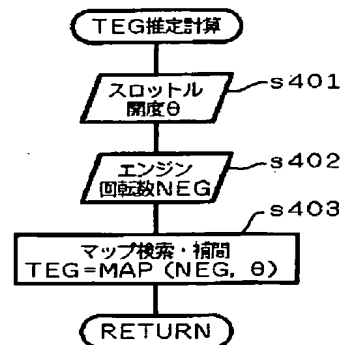 TEG推定計算
スロットル
開度θ
s401
エンジン
回転数NEG
s402
s403
マップ検索・補間
TEG=MAP (NEG, θ)
RETURN